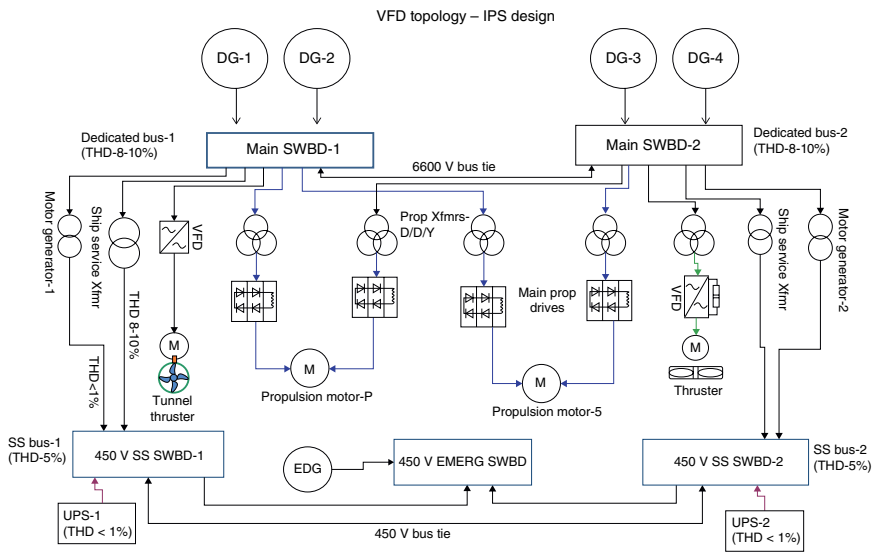 VFD topology – IPS design
DG-1
DG-2
DG-3
DG-4
Dedicated bus-1
(THD-8-10%)
Main SWBD-1
6600 V bus tie
Main SWBD-2
Dedicated bus-2
(THD-8-10%)
Motor generator-1
Ship service Xfmr
THD 8-10%
THD<1%
VFD
Prop Xfmrs-
D/D/Y
Main prop
drives
VFD
Ship service Xfmr
Motor generator-2
M
Tunnel
thruster
M
Propulsion motor-P
M
Propulsion motor-5
M
Thruster
SS bus-1
(THD-5%)
450 V SS SWBD-1
EDG
450 V EMERG SWBD
450 V SS SWBD-2
SS bus-2
(THD-5%)
UPS-1
(THD < 1%)
450 V bus tie
UPS-2
(THD < 1%)